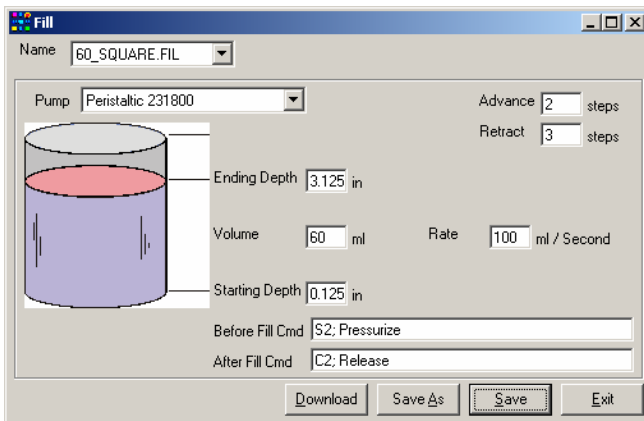 Fill
Name 60_SQUARE.FIL
Pump Peristaltic 231800
Advance 2 steps
Retract 3 steps
Ending Depth 3.125 in
Volume 60 ml Rate 100 ml / Second
Starting Depth 0.125 in
Before Fill Cmd S2; Pressurize
After Fill Cmd C2; Release
Download Save As Save Exit